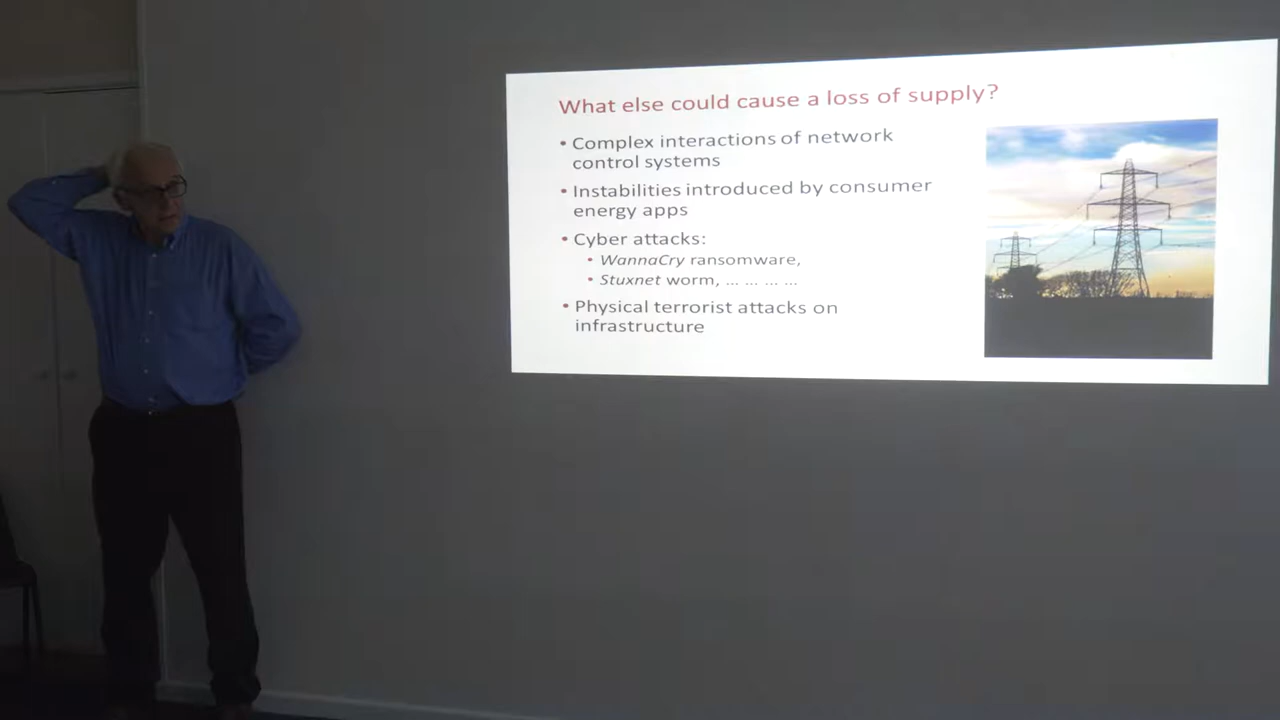 What else could cause a loss of supply?
• Complex interactions of network
control systems
• Instabilities introduced by consumer
energy apps
• Cyber attacks:
• WannaCry ransomware,
• Stuxnet worm, ... ... ... ...
• Physical terrorist attacks on
infrastructure